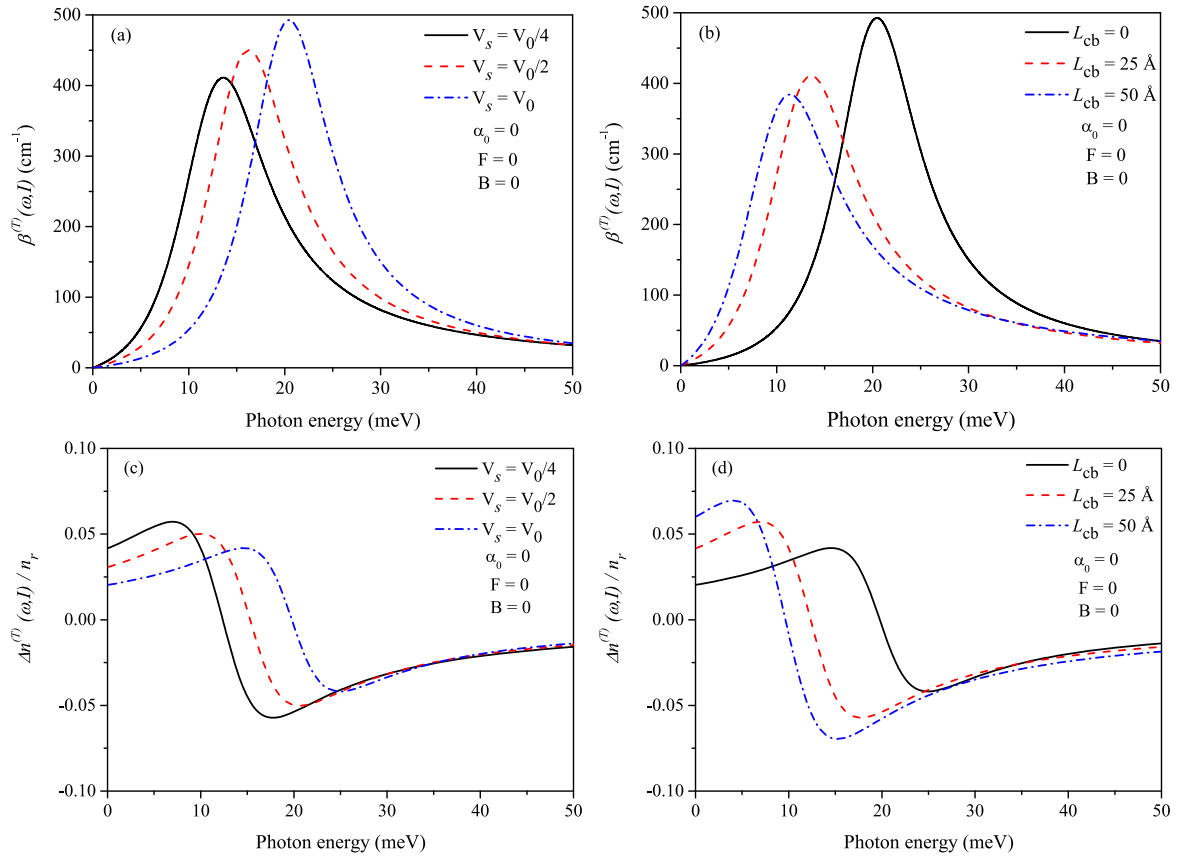 (a)
V_s = V_0/4
V_s = V_0/2
V_s = V_0
α_0 = 0
F = 0
B = 0
500
400
300
200
100
0
β^(T)(ω,I) (cm^-1)
0 10 20 30 40 50
Photon energy (meV)
(b)
L_cb = 0
L_cb = 25 Å
L_cb = 50 Å
α_0 = 0
F = 0
B = 0
500
400
300
200
100
0
β^(T)(ω,I) (cm^-1)
0 10 20 30 40 50
Photon energy (meV)
(c)
V_s = V_0/4
V_s = V_0/2
V_s = V_0
α_0 = 0
F = 0
B = 0
0.10
0.05
0.00
-0.05
-0.10
Δn^(T)(ω,I) / n_r
0 10 20 30 40 50
Photon energy (meV)
(d)
L_cb = 0
L_cb = 25 Å
L_cb = 50 Å
α_0 = 0
F = 0
B = 0
0.10
0.05
0.00
-0.05
-0.10
Δn^(T)(ω,I) / n_r
0 10 20 30 40 50
Photon energy (meV)